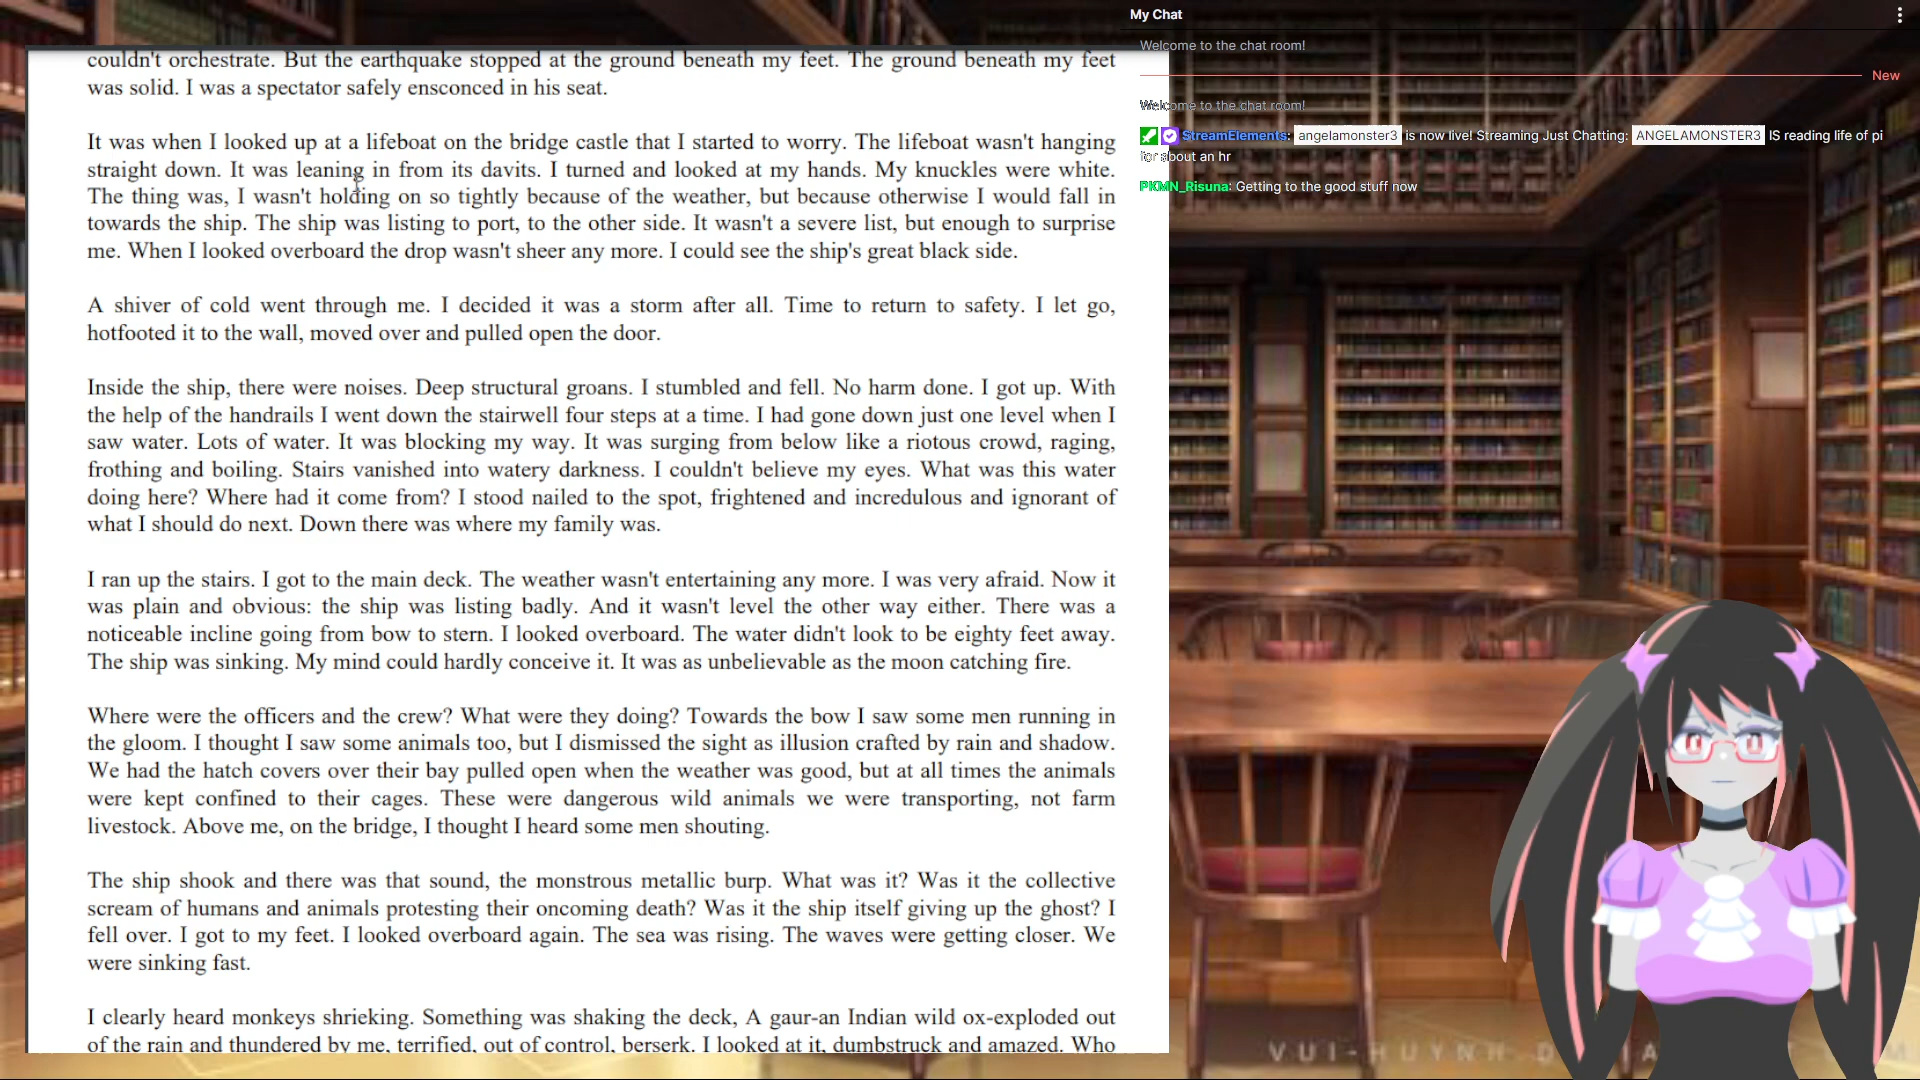 couldn't orchestrate. But the earthquake stopped at the ground beneath my feet. The ground beneath my feet
was solid. I was a spectator safely ensconced in his seat.
It was when I looked up at a lifeboat on the bridge castle that I started to worry. The lifeboat wasn't hanging
straight down. It was leaning in from its davits. I turned and looked at my hands. My knuckles were white.
The thing was, I wasn't holding on so tightly because of the weather, but because otherwise I would fall in
towards the ship. The ship was listing to port, to the other side. It wasn't a severe list, but enough to surprise
me. When I looked overboard the drop wasn't sheer any more. I could see the ship's great black side.
A shiver of cold went through me. I decided it was a storm after all. Time to return to safety. I let go,
hotfooted it to the wall, moved over and pulled open the door.
Inside the ship, there were noises. Deep structural groans. I stumbled and fell. No harm done. I got up. With
the help of the handrails I went down the stairwell four steps at a time. I had gone down just one level when I
saw water. Lots of water. It was blocking my way. It was surging from below like a riotous crowd, raging,
frothing and boiling. Stairs vanished into watery darkness. I couldn't believe my eyes. What was this water
doing here? Where had it come from? I stood nailed to the spot, frightened and incredulous and ignorant of
what I should do next. Down there was where my family was.
I ran up the stairs. I got to the main deck. The weather wasn't entertaining any more. I was very afraid. Now it
was plain and obvious: the ship was listing badly. And it wasn't level the other way either. There was a
noticeable incline going from bow to stern. I looked overboard. The water didn't look to be eighty feet away.
The ship was sinking. My mind could hardly conceive it. It was as unbelievable as the moon catching fire.
Where were the officers and the crew? What were they doing? Towards the bow I saw some men running in
the gloom. I thought I saw some animals too, but I dismissed the sight as illusion crafted by rain and shadow.
We had the hatch covers over their bay pulled open when the weather was good, but at all times the animals
were kept confined to their cages. These were dangerous wild animals we were transporting, not farm
livestock. Above me, on the bridge, I thought I heard some men shouting.
The ship shook and there was that sound, the monstrous metallic burp. What was it? Was it the collective
scream of humans and animals protesting their oncoming death? Was it the ship itself giving up the ghost? I
fell over. I got to my feet. I looked overboard again. The sea was rising. The waves were getting closer. We
were sinking fast.
I clearly heard monkeys shrieking. Something was shaking the deck, A gaur-an Indian wild ox-exploded out
of the rain and thundered by me, terrified, out of control, berserk. I looked at it, dumbstruck and amazed. Who
My Chat
Welcome to the chat room!
New
Welcome to the chat room!
StreamElements: angelamonster3 is now live! Streaming Just Chatting: ANGELAMONSTER3 IS reading life of pi
for about an hr
PKMN_Risuna: Getting to the good stuff now
VUI-HUYNH